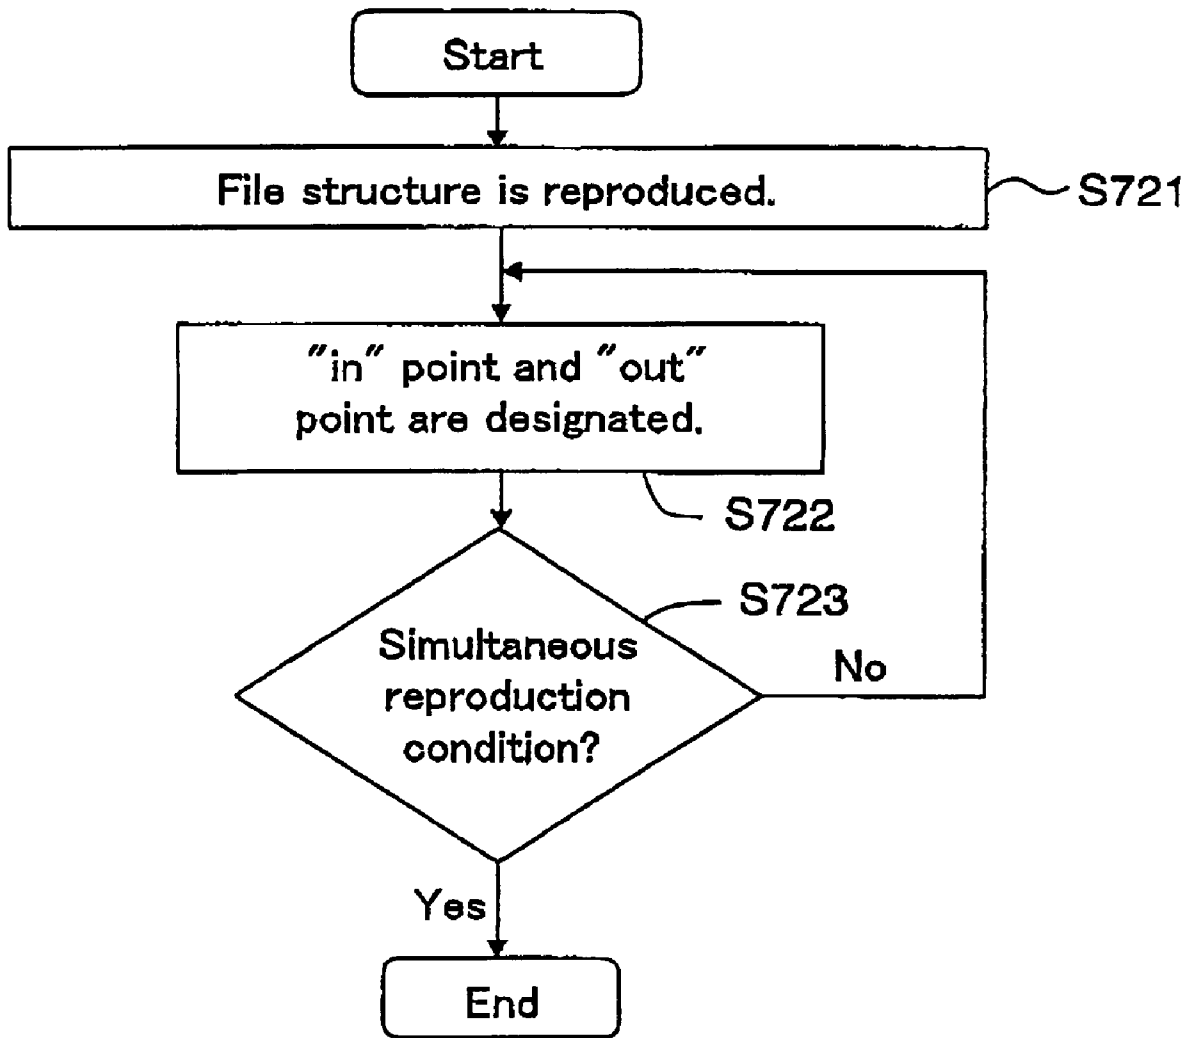 Start
File structure is reproduced.
S721
"in" point and "out"
point are designated.
S722
S723
Simultaneous
reproduction
condition?
No
Yes
End